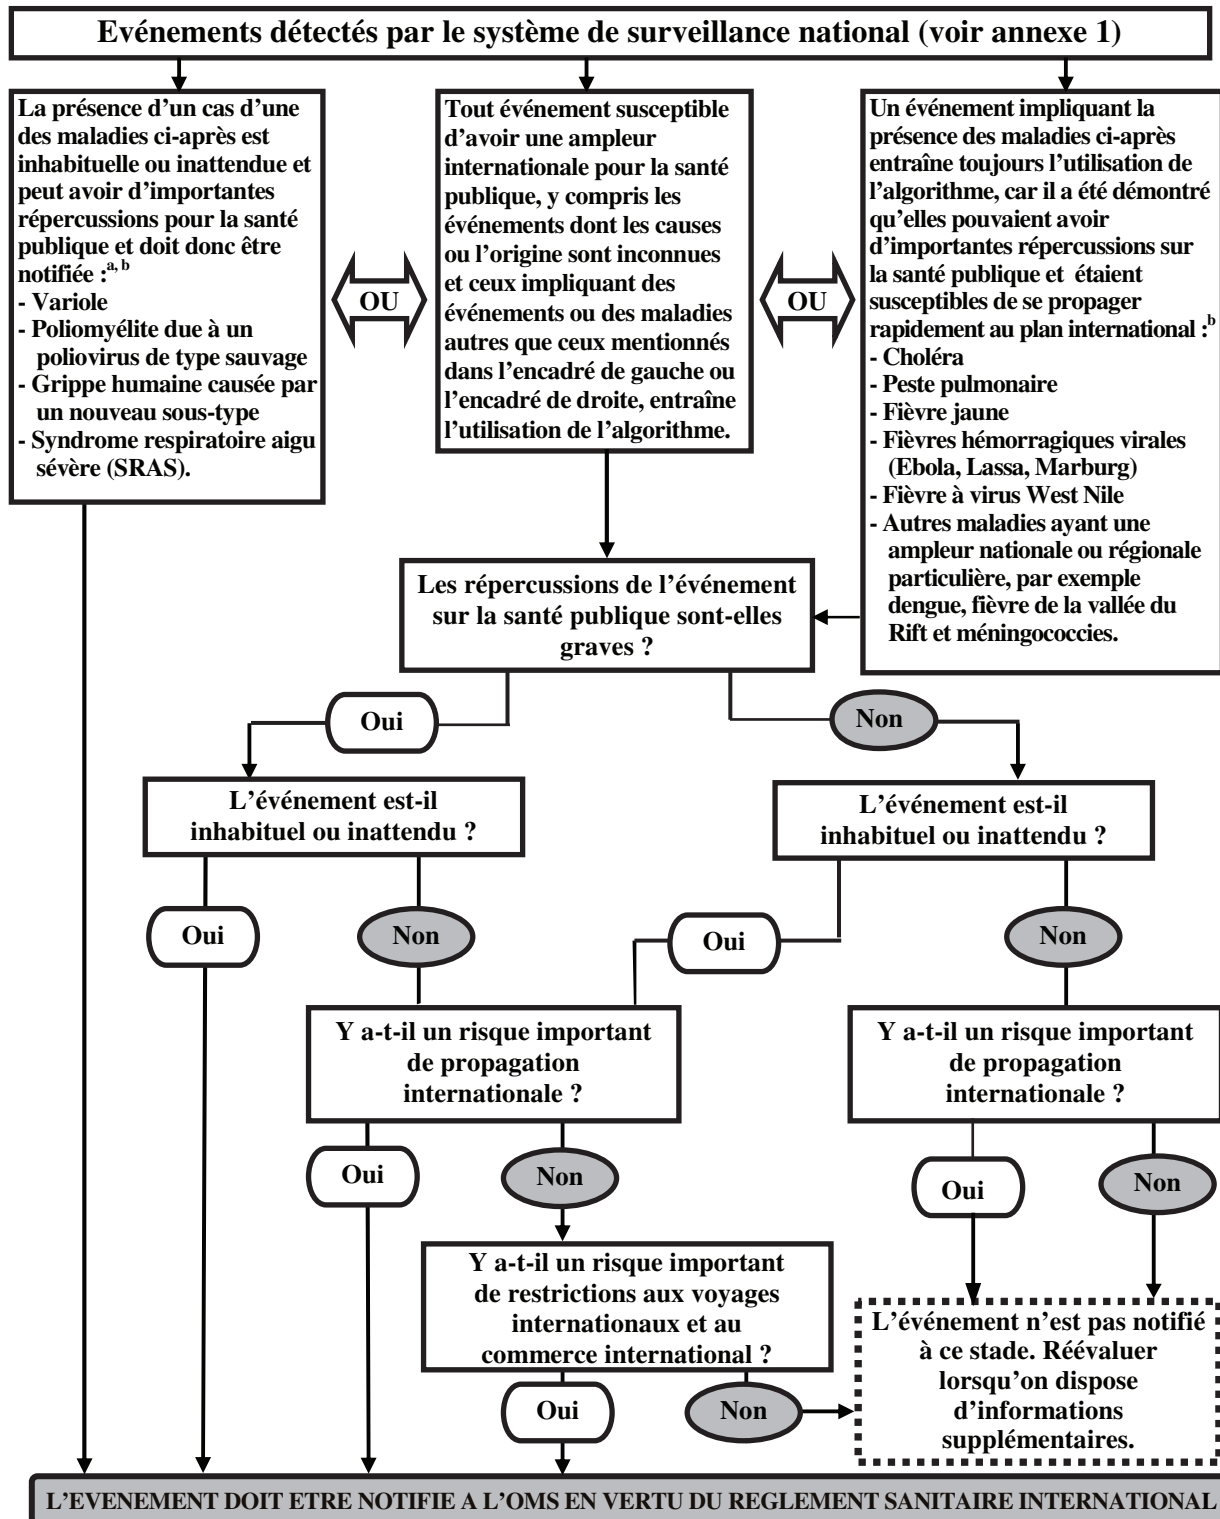 Evénements détectés par le système de surveillance national (voir annexe 1)
La présence d'un cas d'une
des maladies ci-après est
inhabituelle ou inattendue et
peut avoir d'importantes
répercussions pour la santé
publique et doit donc être
notifiée :a, b
- Variole
- Poliomyélite due à un
poliovirus de type sauvage
- Grippe humaine causée par
un nouveau sous-type
- Syndrome respiratoire aigu
sévère (SRAS).
OU
Tout événement susceptible
d'avoir une ampleur
internationale pour la santé
publique, y compris les
événements dont les causes
ou l'origine sont inconnues
et ceux impliquant des
événements ou des maladies
autres que ceux mentionnés
dans l'encadré de gauche ou
l'encadré de droite, entraîne
l'utilisation de l'algorithme.
OU
Un événement impliquant la
présence des maladies ci-après
entraîne toujours l'utilisation de
l'algorithme, car il a été démontré
qu'elles pouvaient avoir
d'importantes répercussions sur
la santé publique et étaient
susceptibles de se propager
rapidement au plan international :b
- Choléra
- Peste pulmonaire
- Fièvre jaune
- Fièvres hémorragiques virales
(Ebola, Lassa, Marburg)
- Fièvre à virus West Nile
- Autres maladies ayant une
ampleur nationale ou régionale
particulière, par exemple
dengue, fièvre de la vallée du
Rift et méningococcies.
Les répercussions de l'événement
sur la santé publique sont-elles
graves ?
Oui
Non
L'événement est-il
inhabituel ou inattendu ?
L'événement est-il
inhabituel ou inattendu ?
Oui
Non
Oui
Non
Y a-t-il un risque important
de propagation
internationale ?
Y a-t-il un risque important
de propagation
internationale ?
Oui
Non
Oui
Non
Y a-t-il un risque important
de restrictions aux voyages
internationaux et au
commerce international ?
Oui
Non
L'événement n'est pas notifié
à ce stade. Réévaluer
lorsqu'on dispose
d'informations
supplémentaires.
L'EVENEMENT DOIT ETRE NOTIFIE A L'OMS EN VERTU DU REGLEMENT SANITAIRE INTERNATIONAL